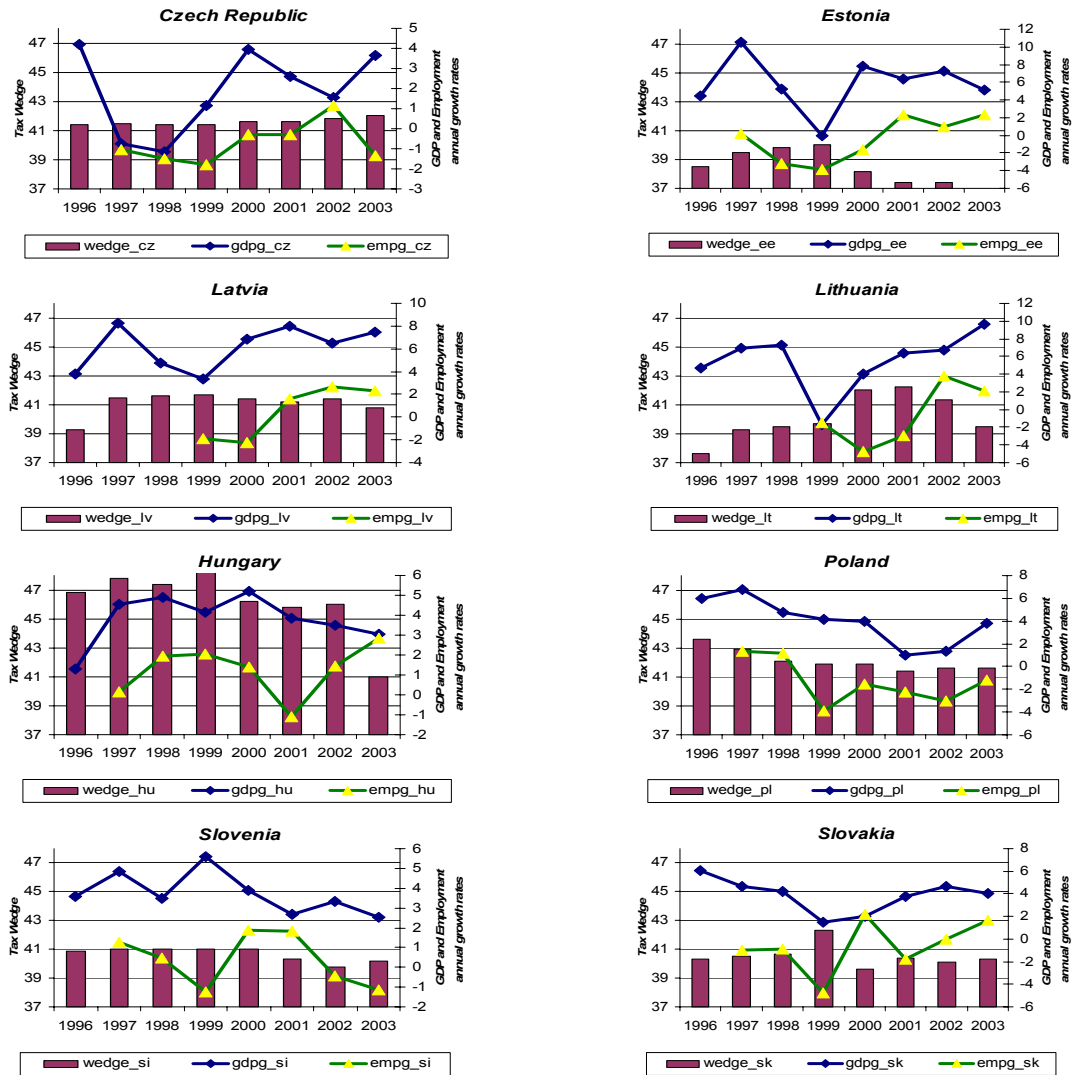 Czech Republic
Tax Wedge
47
45
43
41
39
37
5
4
3
2
1
0
-1
-2
-3
GDP and Employment
annual growth rates
1996 1997 1998 1999 2000 2001 2002 2003
wedge_cz gdpg_cz empg_cz
Estonia
Tax Wedge
47
45
43
41
39
37
12
10
8
6
4
2
0
-2
-4
-6
GDP and Employment
annual growth rates
1996 1997 1998 1999 2000 2001 2002 2003
wedge_ee gdpg_ee empg_ee
Latvia
Tax Wedge
47
45
43
41
39
37
10
8
6
4
2
0
-2
-4
GDP and Employment
annual growth rates
1996 1997 1998 1999 2000 2001 2002 2003
wedge_lv gdpg_lv empg_lv
Lithuania
Tax Wedge
47
45
43
41
39
37
12
10
8
6
4
2
0
-2
-4
-6
GDP and Employment
annual growth rates
1996 1997 1998 1999 2000 2001 2002 2003
wedge_lt gdpg_lt empg_lt
Hungary
Tax Wedge
47
45
43
41
39
37
6
5
4
3
2
1
0
-1
-2
GDP and Employment
annual growth rates
1996 1997 1998 1999 2000 2001 2002 2003
wedge_hu gdpg_hu empg_hu
Poland
Tax Wedge
47
45
43
41
39
37
8
6
4
2
0
-2
-4
-6
GDP and Employment
annual growth rates
1996 1997 1998 1999 2000 2001 2002 2003
wedge_pl gdpg_pl empg_pl
Slovenia
Tax Wedge
47
45
43
41
39
37
6
5
4
3
2
1
0
-1
-2
GDP and Employment
annual growth rates
1996 1997 1998 1999 2000 2001 2002 2003
wedge_si gdpg_si empg_si
Slovakia
Tax Wedge
47
45
43
41
39
37
8
6
4
2
0
-2
-4
-6
GDP and Employment
annual growth rates
1996 1997 1998 1999 2000 2001 2002 2003
wedge_sk gdpg_sk empg_sk